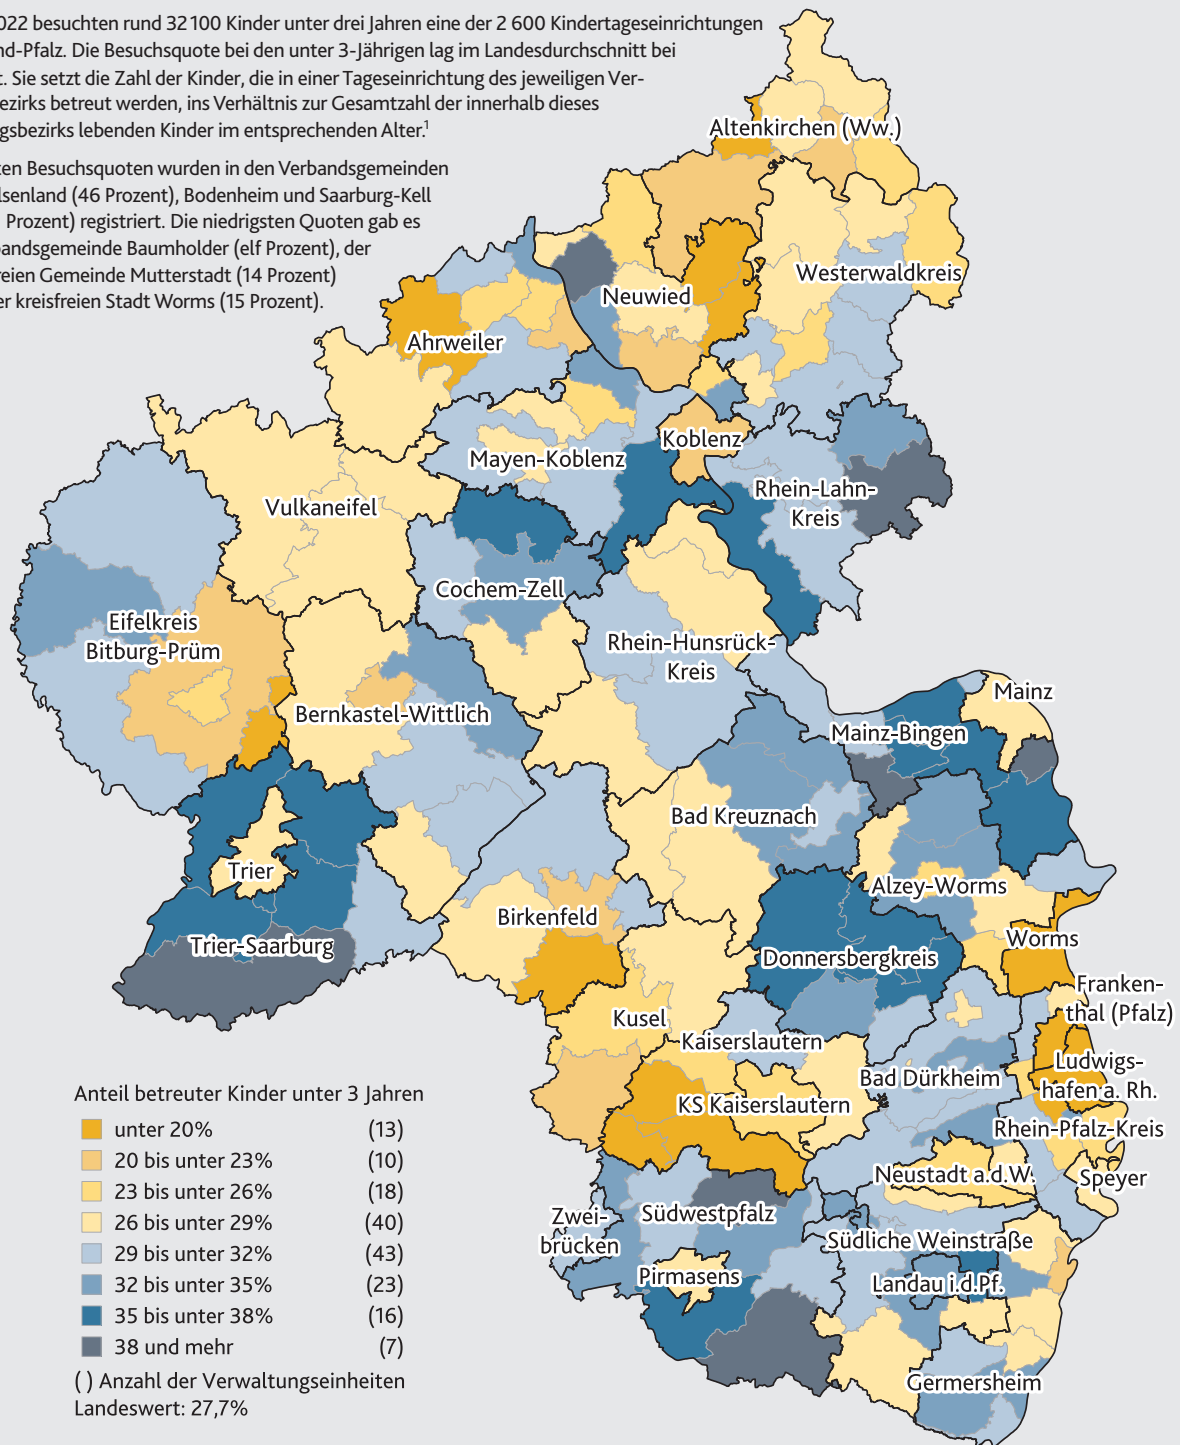 022 besuchten rund 32 100 Kinder unter drei Jahren eine der 2 600 Kindertageseinrichtungen
nd-Pfalz. Die Besuchsquote bei den unter 3-Jährigen lag im Landesdurchschnitt bei
t. Sie setzt die Zahl der Kinder, die in einer Tageseinrichtung des jeweiligen Ver-
ezirks betreut werden, ins Verhältnis zur Gesamtzahl der innerhalb dieses
gsbezirks lebenden Kinder im entsprechenden Alter.¹
ten Besuchsquoten wurden in den Verbandsgemeinden
lsenland (46 Prozent), Bodenheim und Saarburg-Kell
Prozent) registriert. Die niedrigsten Quoten gab es
bandsgemeinde Baumholder (elf Prozent), der
reien Gemeinde Mutterstadt (14 Prozent)
er kreisfreien Stadt Worms (15 Prozent).
Altenkirchen (Ww.)
Westerwaldkreis
Neuwied
Ahrweiler
Koblenz
Mayen-Koblenz
Rhein-Lahn-
Kreis
Vulkaneifel
Cochem-Zell
Eifelkreis
Bitburg-Prüm
Rhein-Hunsrück-
Kreis
Mainz
Bernkastel-Wittlich
Mainz-Bingen
Bad Kreuznach
Trier
Alzey-Worms
Birkenfeld
Worms
Trier-Saarburg
Donnersbergkreis
Franken-
thal (Pfalz)
Kusel
Kaiserslautern
Ludwigs-
hafen a. Rh.
Bad Dürkheim
KS Kaiserslautern
Rhein-Pfalz-Kreis
Neustadt a.d.W.
Speyer
Südwestpfalz
Zwei-
brücken
Südliche Weinstraße
Pirmasens
Landau i.d.Pf.
Germersheim
Anteil betreuter Kinder unter 3 Jahren
unter 20% (13)
20 bis unter 23% (10)
23 bis unter 26% (18)
26 bis unter 29% (40)
29 bis unter 32% (43)
32 bis unter 35% (23)
35 bis unter 38% (16)
38 und mehr (7)
( ) Anzahl der Verwaltungseinheiten
Landeswert: 27,7%